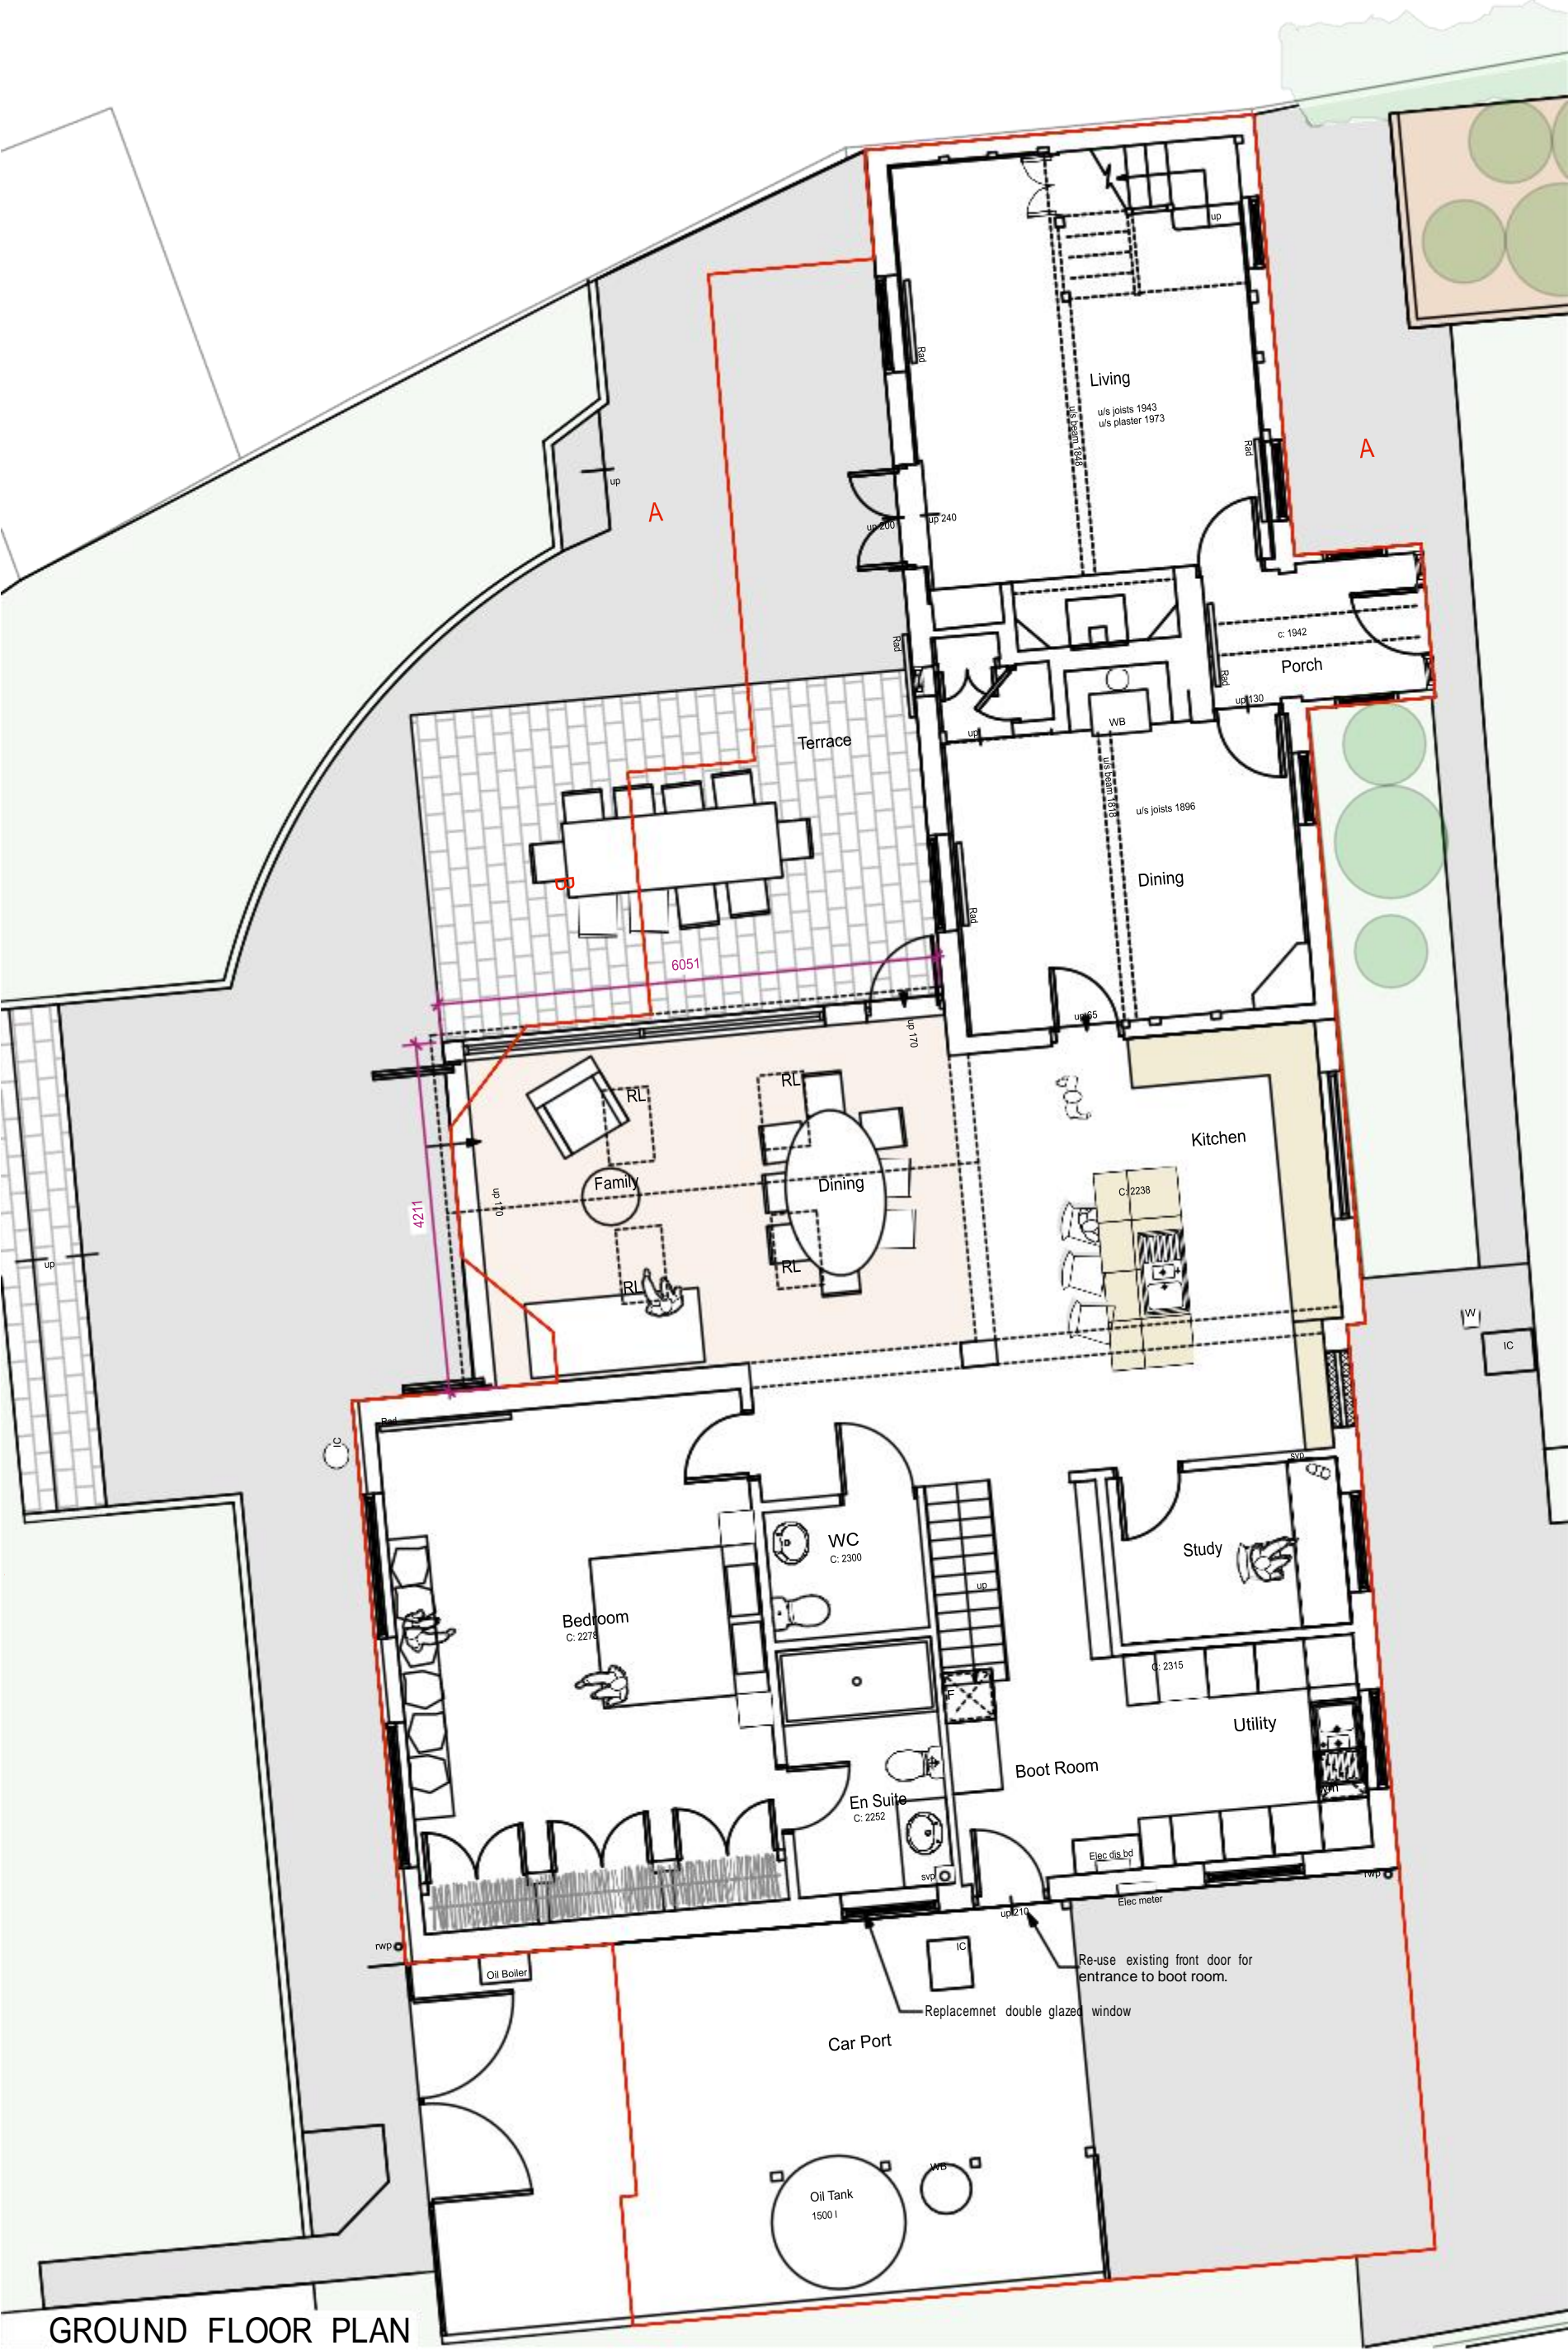 up
Rad
Living
u/s joists 1943
u/s plaster 1973
u/s beam 1848
Rad
A
A
up
up 200
up 240
Rad
c: 1942
Porch
Rad
up 130
WB
up
Terrace
u/s beam 1818
u/s joists 1896
Dining
B
Rad
6051
up 65
up 170
RL
RL
Kitchen
Family
Dining
C: 2238
up 170
4211
up
RL
RL
W
IC
Rad
IC
svp
WC
C: 2300
Study
up
Bedroom
C: 2278
C: 2315
Utility
Boot Room
En Suite
C: 2252
Elec dis bd
svp
rwp
Elec meter
up 210
rwp
IC
Oil Boiler
Re-use existing front door for
entrance to boot room.
Replacemnet double glazed window
Car Port
WB
Oil Tank
1500 l
GROUND FLOOR PLAN